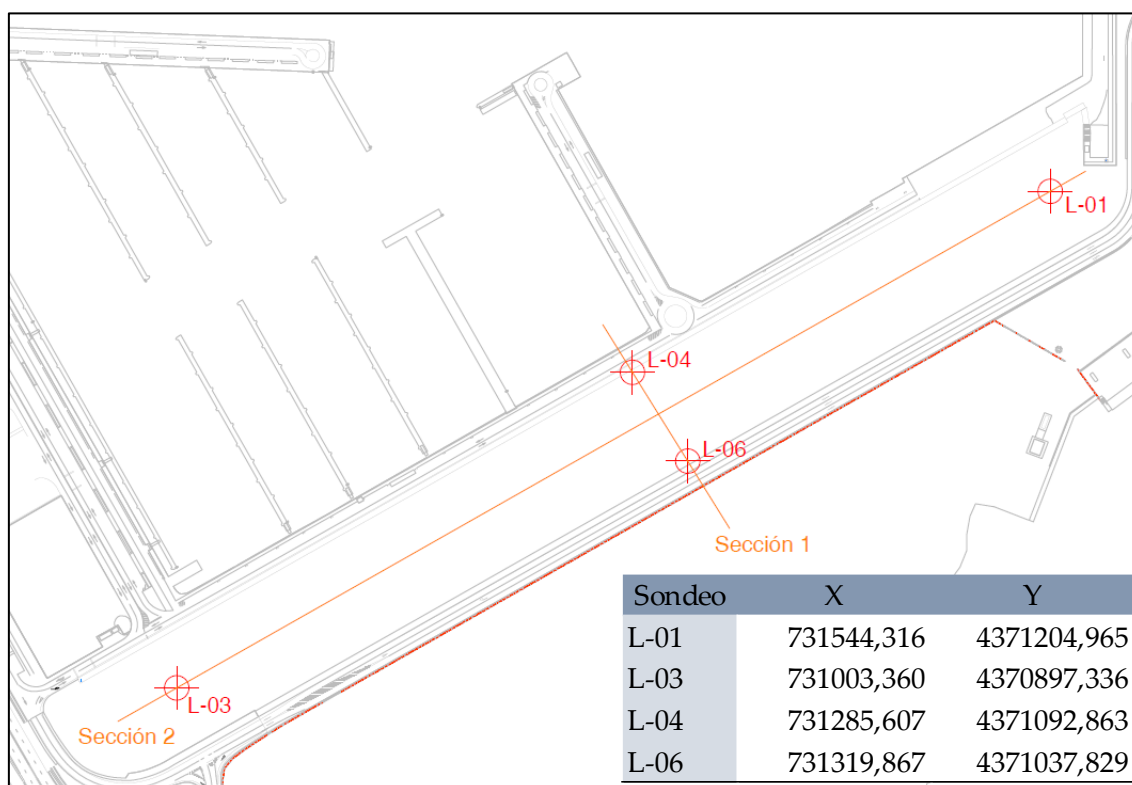 L-01
L-04
L-06
Sección 1
L-03
Sección 2
Sondeo X Y
L-01 731544,316 4371204,965
L-03 731003,360 4370897,336
L-04 731285,607 4371092,863
L-06 731319,867 4371037,829